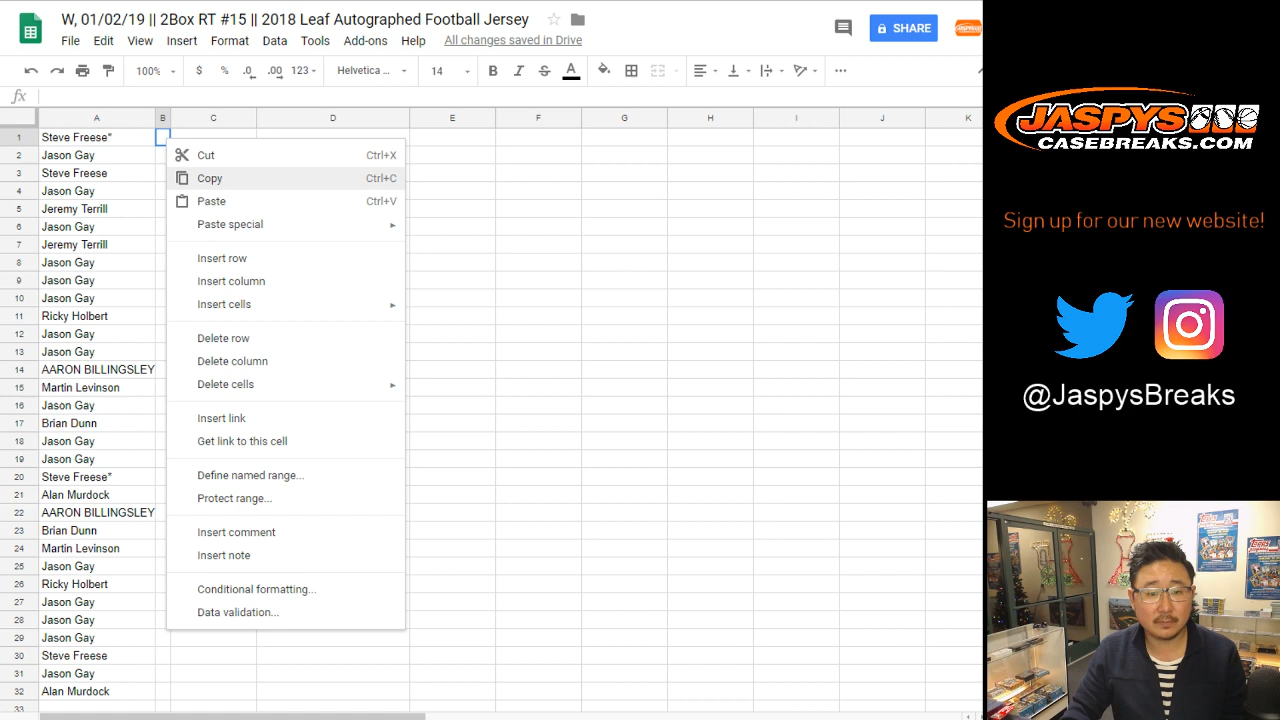 W, 01/02/19 || 2Box RT #15 || 2018 Leaf Autographed Football Jersey
File Edit View Insert Format Data Tools Add-ons Help All changes saved in Drive
SHARE
100% $ % .0 .00 123 Helvetica ... 14 B I S A
fx
A B C D E F G H I J K
1 Steve Freese*
2 Jason Gay
3 Steve Freese
4 Jason Gay
5 Jeremy Terrill
6 Jason Gay
7 Jeremy Terrill
8 Jason Gay
9 Jason Gay
10 Jason Gay
11 Ricky Holbert
12 Jason Gay
13 Jason Gay
14 AARON BILLINGSLEY
15 Martin Levinson
16 Jason Gay
17 Brian Dunn
18 Jason Gay
19 Jason Gay
20 Steve Freese*
21 Alan Murdock
22 AARON BILLINGSLEY
23 Brian Dunn
24 Martin Levinson
25 Jason Gay
26 Ricky Holbert
27 Jason Gay
28 Jason Gay
29 Jason Gay
30 Steve Freese
31 Jason Gay
32 Alan Murdock
33
Cut Ctrl+X
Copy Ctrl+C
Paste Ctrl+V
Paste special
Insert row
Insert column
Insert cells
Delete row
Delete column
Delete cells
Insert link
Get link to this cell
Define named range...
Protect range...
Insert comment
Insert note
Conditional formatting...
Data validation...
JASPYS
CASEBREAKS.COM
Sign up for our new website!
@JaspysBreaks